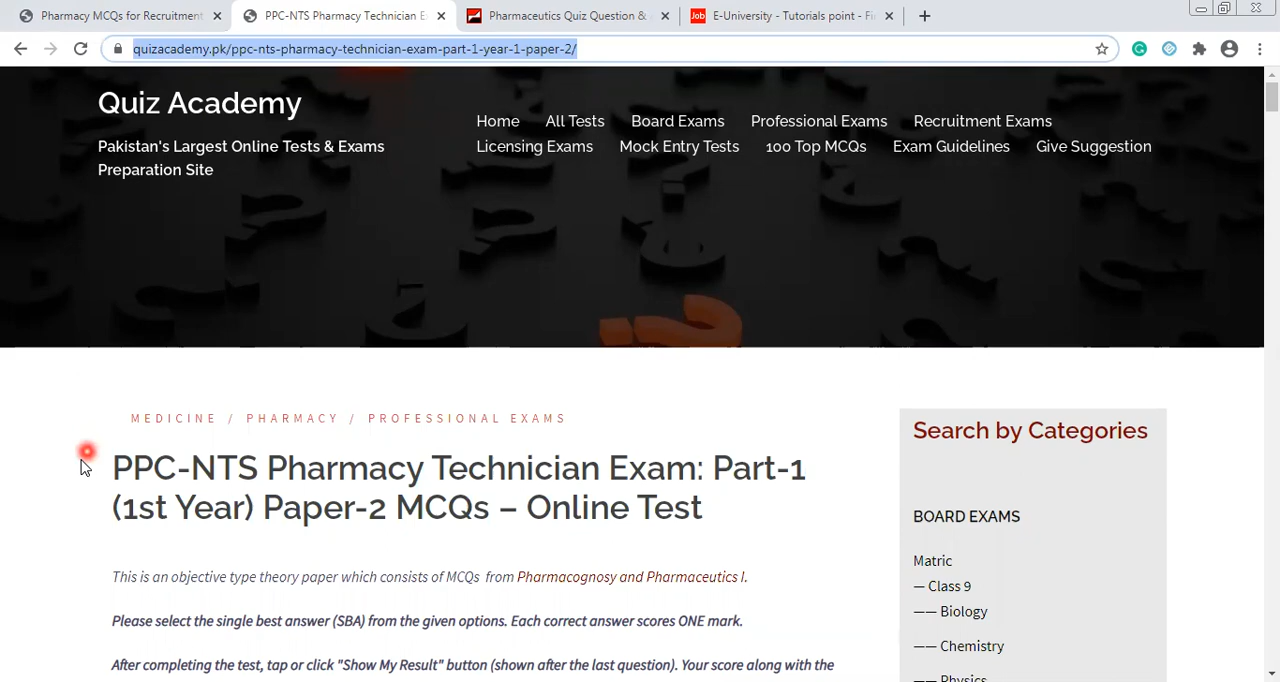 Pharmacy MCQs for Recruitment
PPC-NTS Pharmacy Technician E
Pharmaceutics Quiz Question &
Job E-University - Tutorials point - Fi
quizacademy.pk/ppc-nts-pharmacy-technician-exam-part-1-year-1-paper-2/
Quiz Academy
Pakistan's Largest Online Tests & Exams
Preparation Site
Home All Tests Board Exams Professional Exams Recruitment Exams
Licensing Exams Mock Entry Tests 100 Top MCQs Exam Guidelines Give Suggestion
MEDICINE / PHARMACY / PROFESSIONAL EXAMS
PPC-NTS Pharmacy Technician Exam: Part-1
(1st Year) Paper-2 MCQs – Online Test
This is an objective type theory paper which consists of MCQs from Pharmacognosy and Pharmaceutics I.
Please select the single best answer (SBA) from the given options. Each correct answer scores ONE mark.
After completing the test, tap or click "Show My Result" button (shown after the last question). Your score along with the
Search by Categories
BOARD EXAMS
Matric
— Class 9
—— Biology
—— Chemistry
—— Physics